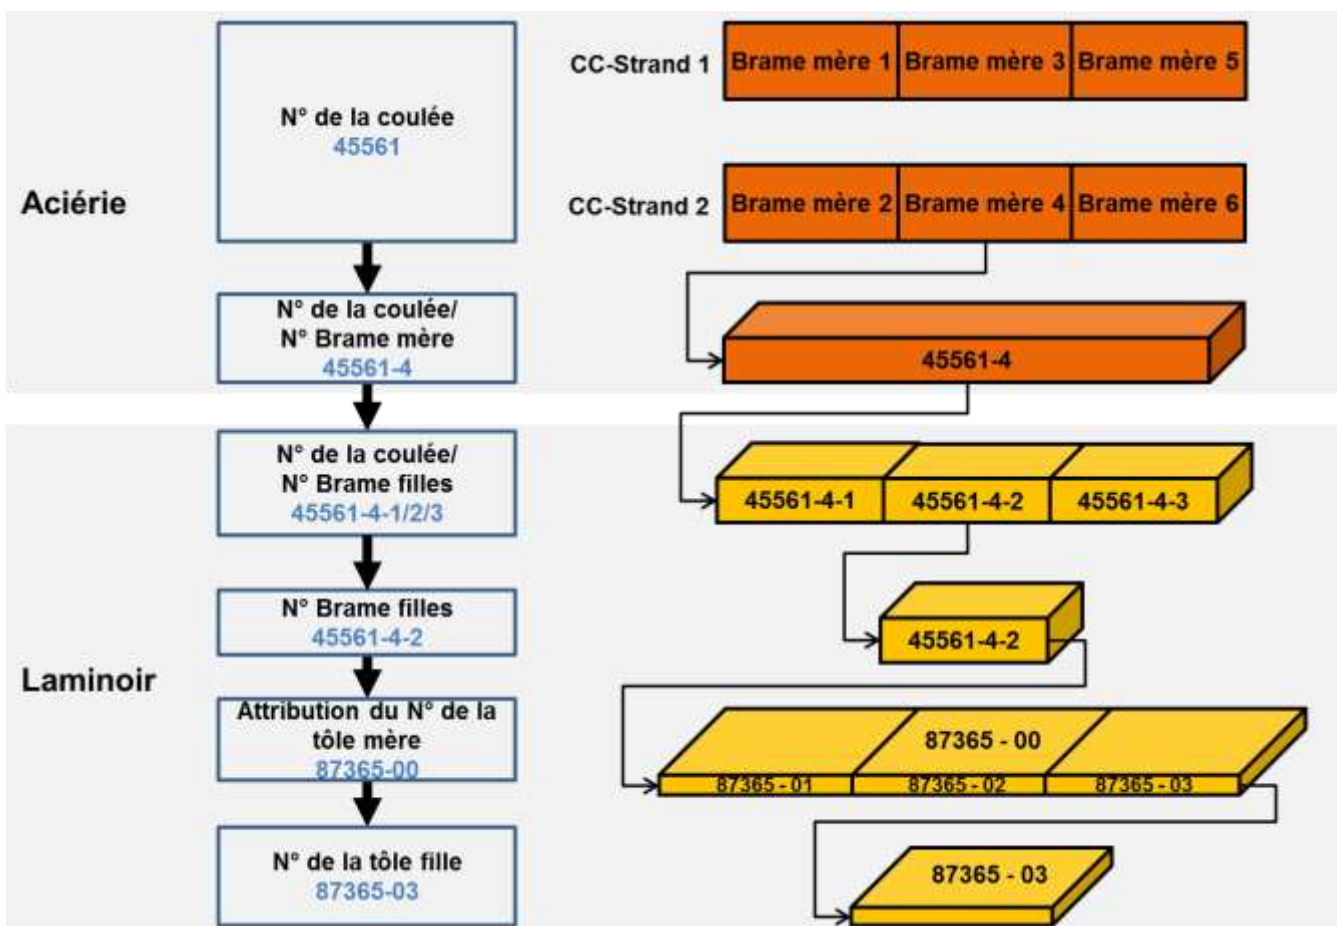 Aciérie
N° de la coulée
45561
N° de la coulée/
N° Brame mère
45561-4
CC-Strand 1
Brame mère 1
Brame mère 3
Brame mère 5
CC-Strand 2
Brame mère 2
Brame mère 4
Brame mère 6
45561-4
Laminoir
N° de la coulée/
N° Brame filles
45561-4-1/2/3
N° Brame filles
45561-4-2
Attribution du N° de la
tôle mère
87365-00
N° de la tôle fille
87365-03
45561-4-1
45561-4-2
45561-4-3
45561-4-2
87365 - 00
87365 - 01
87365 - 02
87365 - 03
87365 - 03